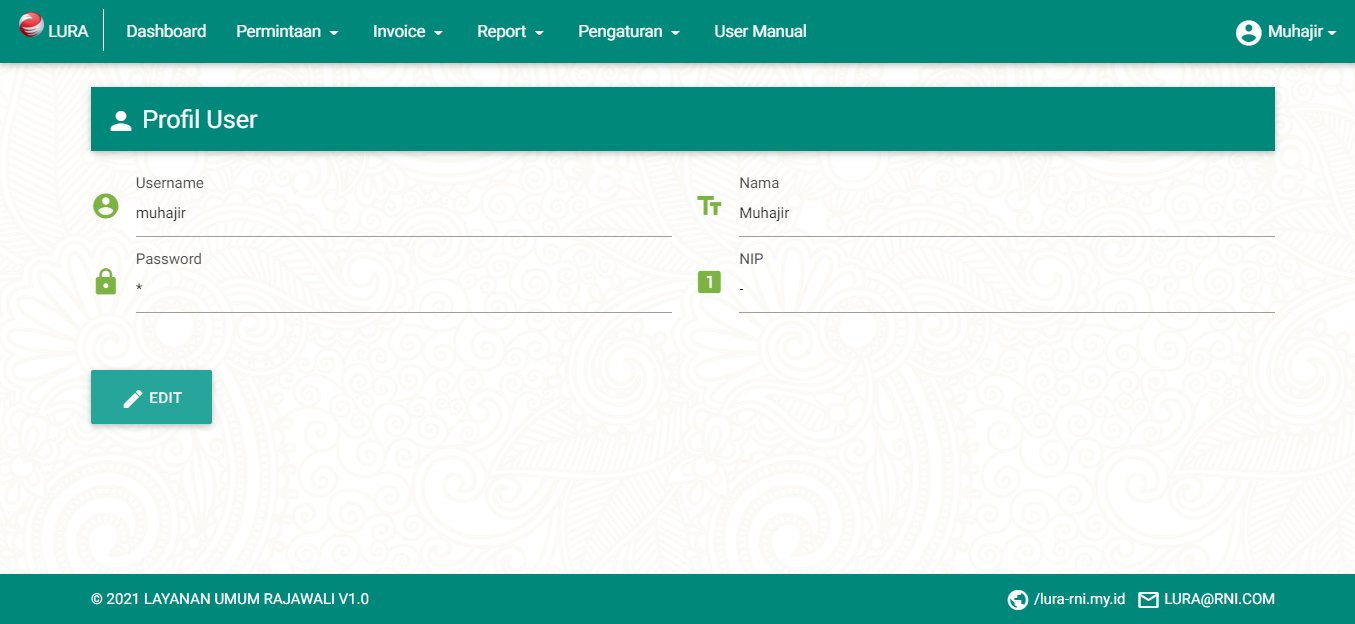 LURA Dashboard Permintaan Invoice Report Pengaturan User Manual Muhajir
Profil User
Username
muhajir
Nama
Muhajir
Password
*
NIP
1
-
EDIT
© 2021 LAYANAN UMUM RAJAWALI V1.0 /lura-rni.my.id LURA@RNI.COM